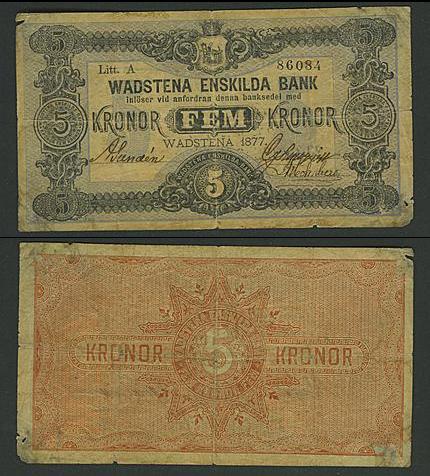 5 5
Litt. A 86084
WADSTENA ENSKILDA BANK
inlöser vid anfordran denna banksedel med
5 KRONOR FEM KRONOR 5
WADSTENA 1877.
5
5 5
5
KRONOR KRONOR